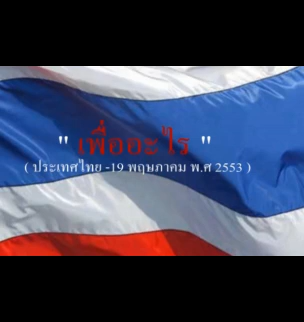 " เพื่ออะไร "
( ประเทศไทย -19 พฤษภาคม พ.ศ 2553 )